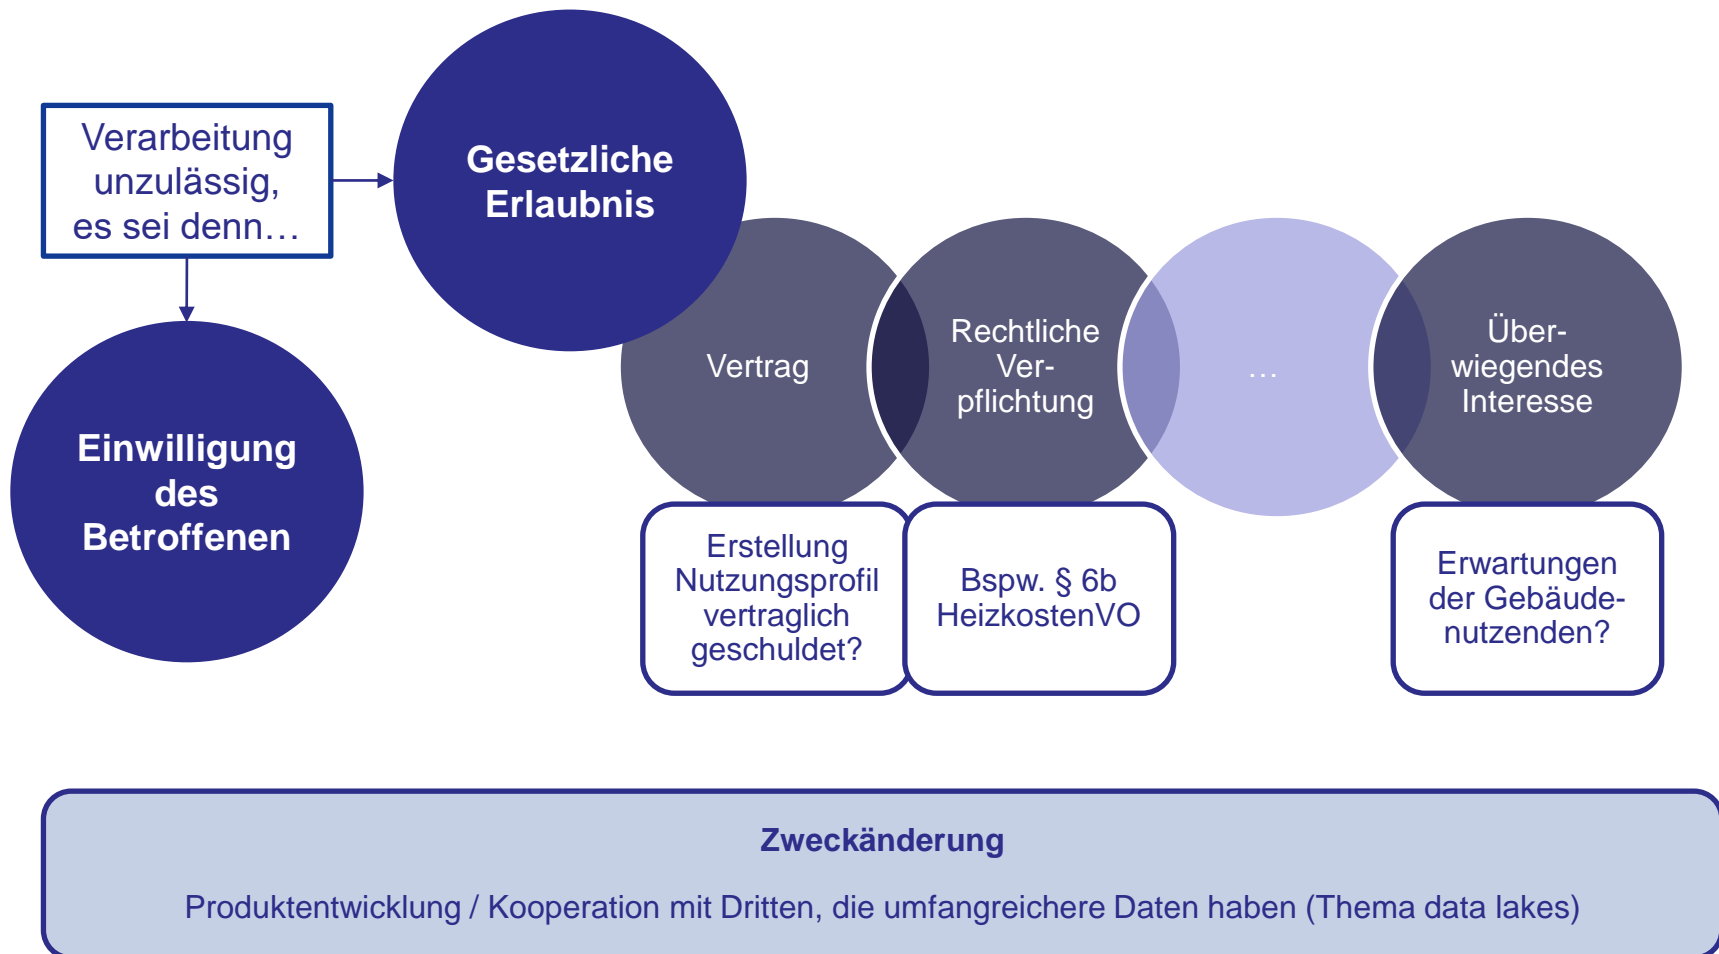 Verarbeitung
unzulässig,
es sei denn…
Gesetzliche
Erlaubnis
Einwilligung
des
Betroffenen
Vertrag
Rechtliche
Ver-
pflichtung
…
Über-
wiegendes
Interesse
Erstellung
Nutzungsprofil
vertraglich
geschuldet?
Bspw. § 6b
HeizkostenVO
Erwartungen
der Gebäude-
nutzenden?
Zweckänderung
Produktentwicklung / Kooperation mit Dritten, die umfangreichere Daten haben (Thema data lakes)